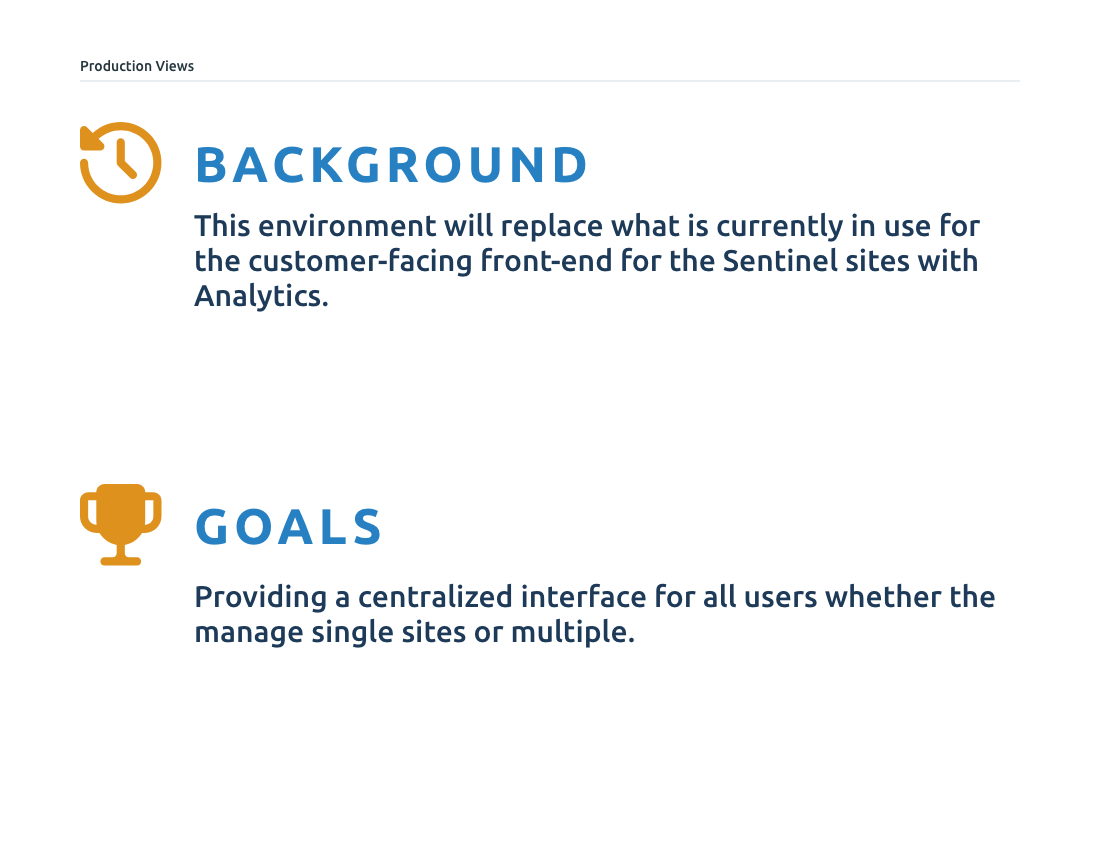 Production Views
BACKGROUND
This environment will replace what is currently in use for
the customer-facing front-end for the Sentinel sites with
Analytics.
GOALS
Providing a centralized interface for all users whether the
manage single sites or multiple.